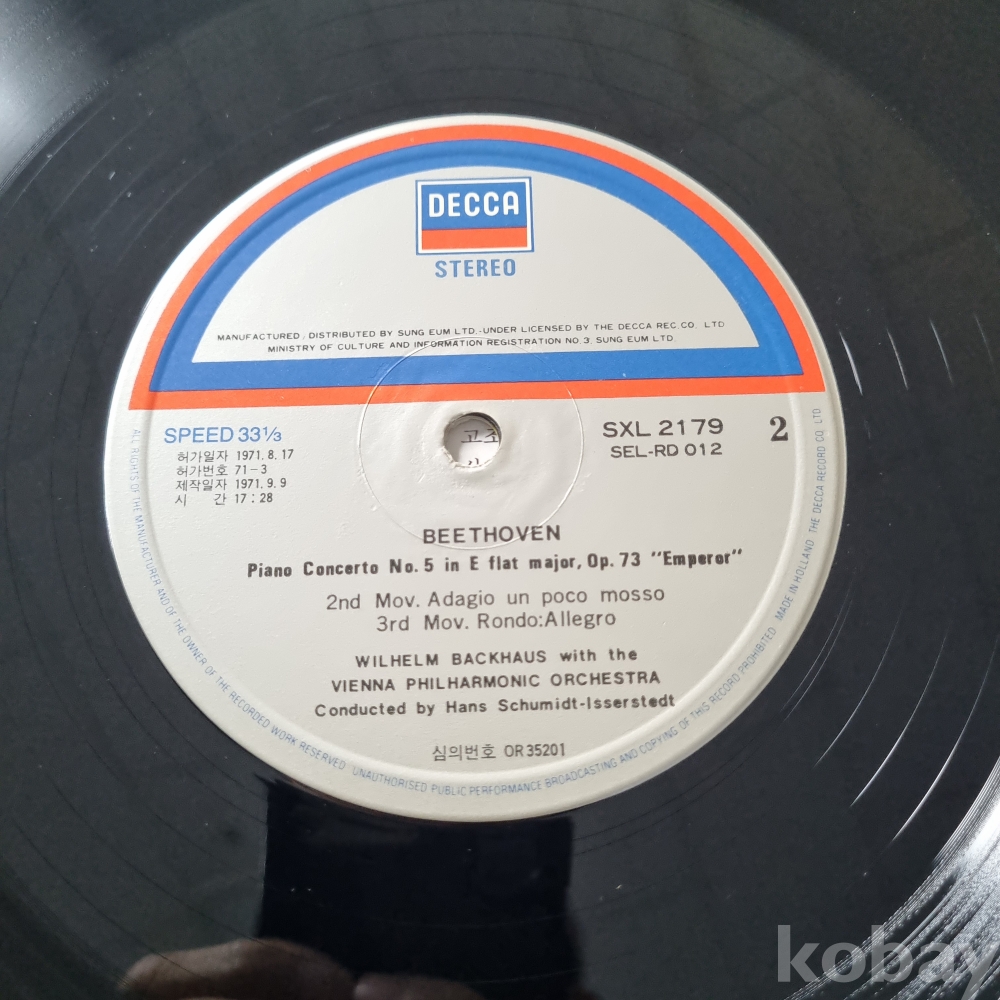 DECCA
STEREO
MANUFACTURED / DISTRIBUTED BY SUNG EUM LTD.-UNDER LICENSED BY THE DECCA REC. CO. LTD
MINISTRY OF CULTURE AND INFORMATION REGISTRATION NO.3. SUNG EUM LTD.
SPEED 33⅓
허가일자 1971.8.17
허가번호 71-3
제작일자 1971.9.9
시 간 17:28
SXL 2179 2
SEL-RD 012
고조
BEETHOVEN
Piano Concerto No.5 in E flat major, Op.73 "Emperor"
2nd Mov. Adagio un poco mosso
3rd Mov. Rondo:Allegro
WILHELM BACKHAUS with the
VIENNA PHILHARMONIC ORCHESTRA
Conducted by Hans Schumidt-Isserstedt
심의번호 OR35201
ALL RIGHTS OF THE MANUFACTURER AND OF THE OWNER OF THE RECORDED WORK RESERVED UNAUTHORISED PUBLIC PERFORMANCE BROADCASTING AND COPYING OF THIS RECORD PROHIBITED MADE IN HOLLAND THE DECCA RECORD CO LTD
kobay